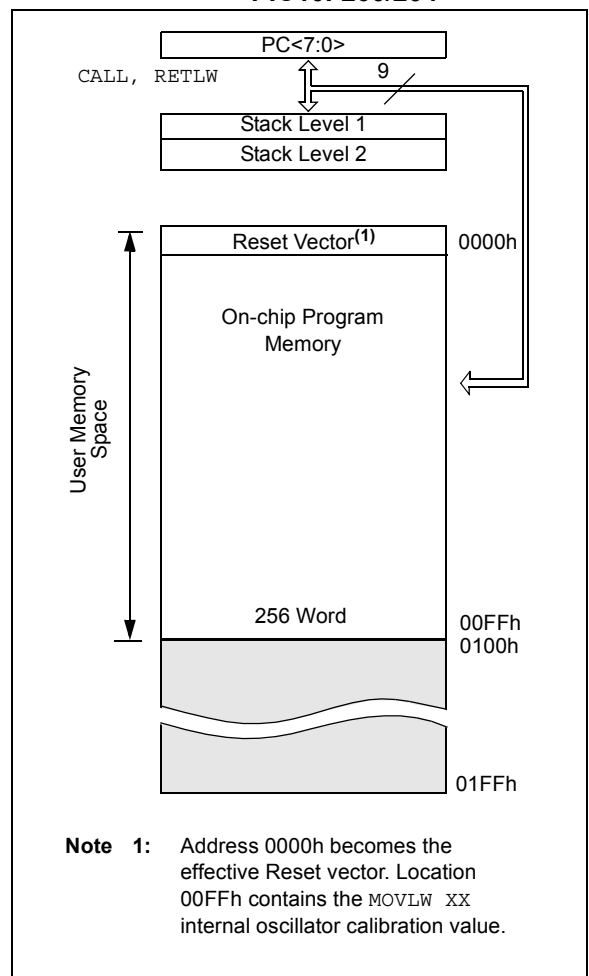 PC<7:0>
CALL, RETLW
9
Stack Level 1
Stack Level 2
Reset Vector(1)
0000h
On-chip Program
Memory
User Memory
Space
256 Word
00FFh
0100h
01FFh
Note 1: Address 0000h becomes the
effective Reset vector. Location
00FFh contains the MOVLW XX
internal oscillator calibration value.